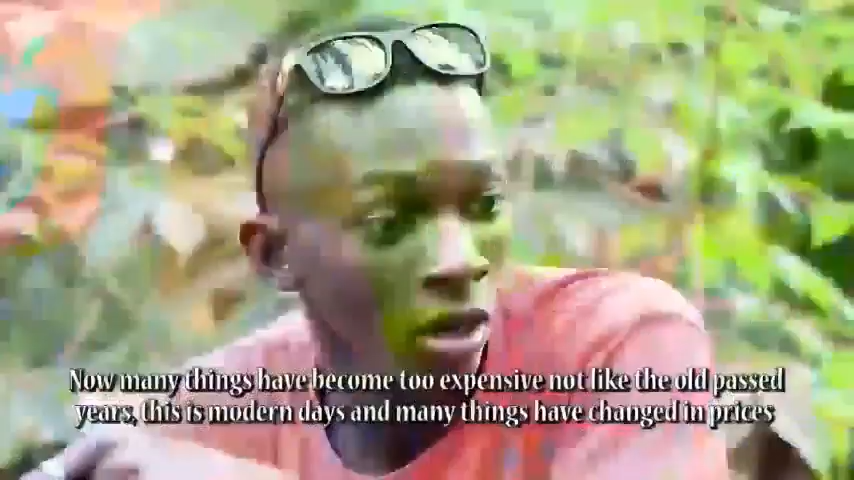 Now many things have become too expensive not like the old passed
years, this is modern days and many things have changed in prices